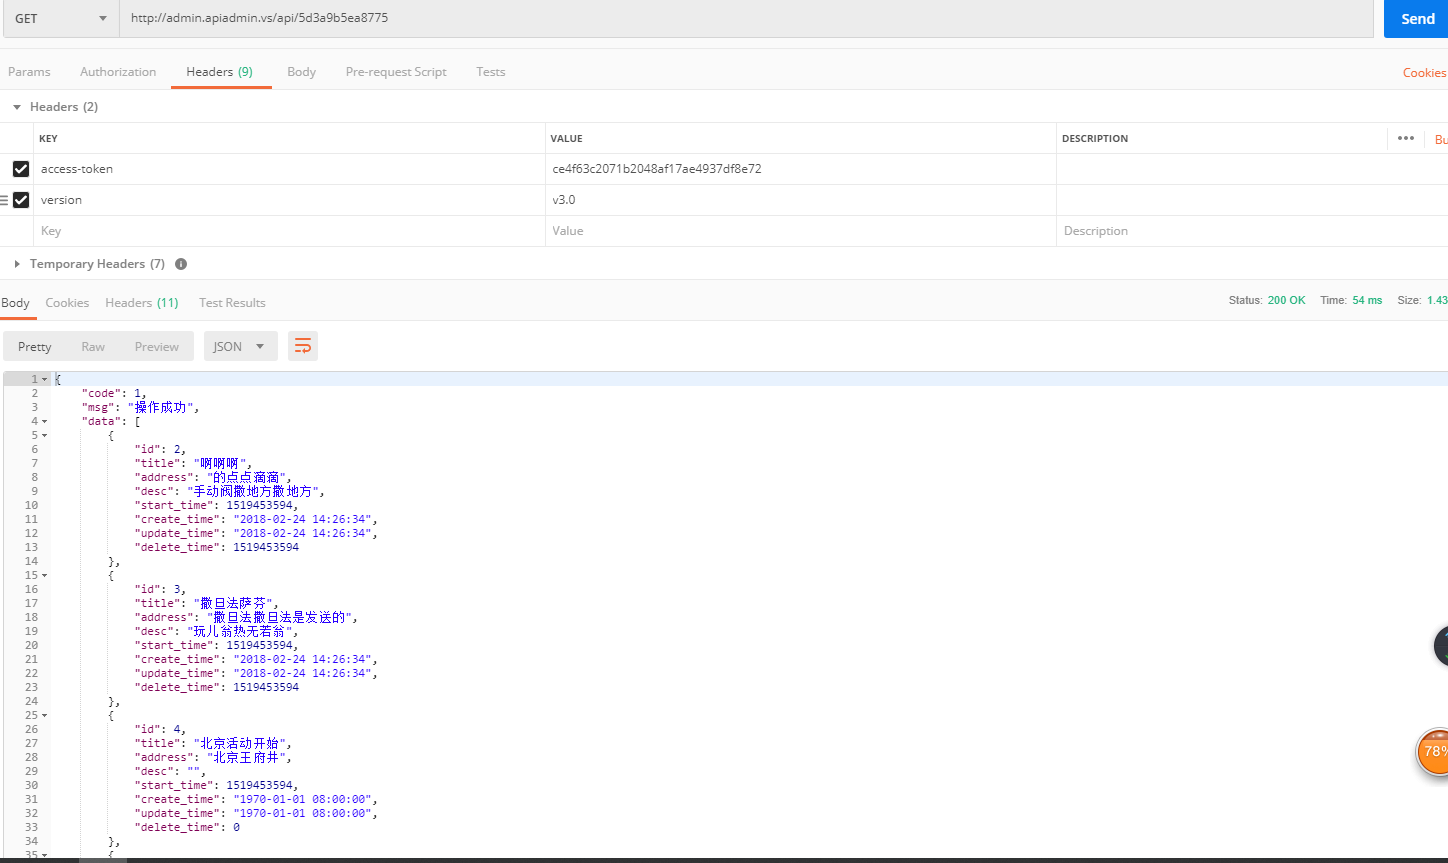 GET http://admin.apiadmin.vs/api/5d3a9b5ea8775 Send
Params Authorization Headers (9) Body Pre-request Script Tests Cookies
Headers (2)
KEY VALUE DESCRIPTION ••• Bu
access-token ce4f63c2071b2048af17ae4937df8e72
version v3.0
Key Value Description
Temporary Headers (7)
Body Cookies Headers (11) Test Results Status: 200 OK Time: 54 ms Size: 1.43
Pretty Raw Preview JSON
1 {
2 "code": 1,
3 "msg": "操作成功",
4 "data": [
5 {
6 "id": 2,
7 "title": "啊啊啊",
8 "address": "的点点滴滴",
9 "desc": "手动阀撒地方撒地方",
10 "start_time": 1519453594,
11 "create_time": "2018-02-24 14:26:34",
12 "update_time": "2018-02-24 14:26:34",
13 "delete_time": 1519453594
14 },
15 {
16 "id": 3,
17 "title": "撒旦法萨芬",
18 "address": "撒旦法撒旦法是发送的",
19 "desc": "玩儿翁热无若翁",
20 "start_time": 1519453594,
21 "create_time": "2018-02-24 14:26:34",
22 "update_time": "2018-02-24 14:26:34",
23 "delete_time": 1519453594
24 },
25 {
26 "id": 4,
27 "title": "北京活动开始",
28 "address": "北京王府井",
29 "desc": "",
30 "start_time": 1519453594,
31 "create_time": "1970-01-01 08:00:00",
32 "update_time": "1970-01-01 08:00:00",
33 "delete_time": 0
34 },
35 {
78%